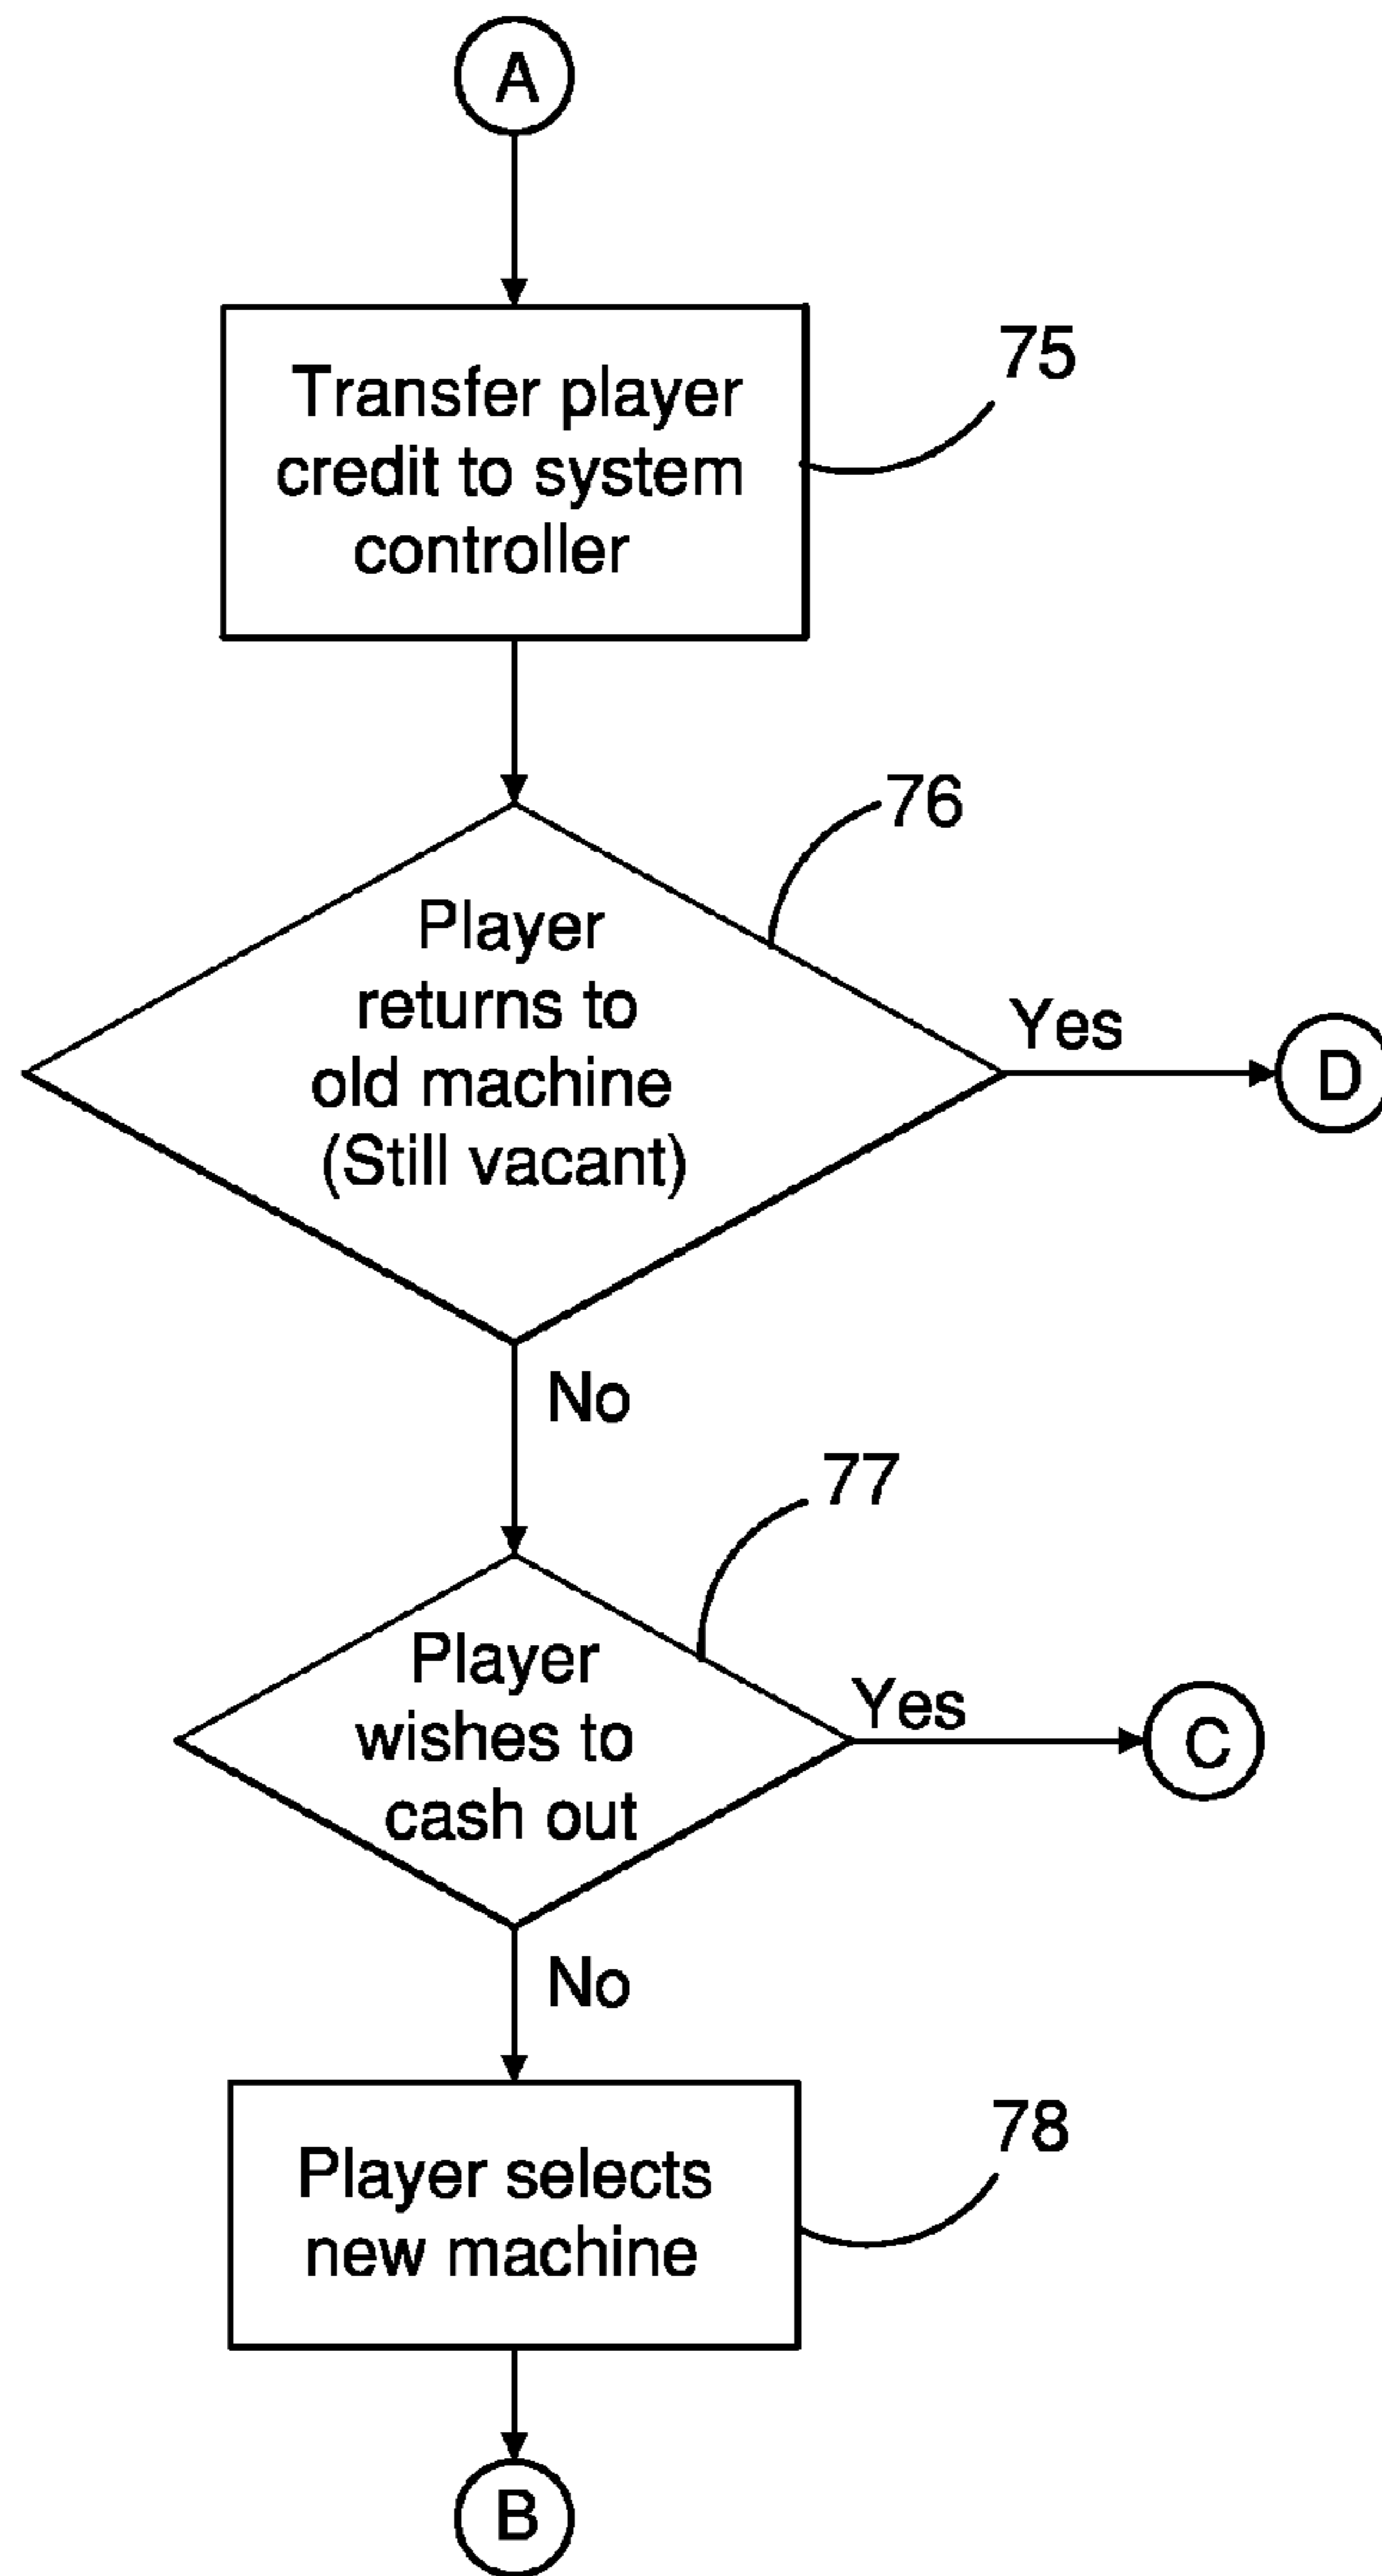 A
Transfer player
credit to system
controller
75
76
Player
returns to
old machine
(Still vacant)
Yes
D
No
77
Player
wishes to
cash out
Yes
C
No
78
Player selects
new machine
B